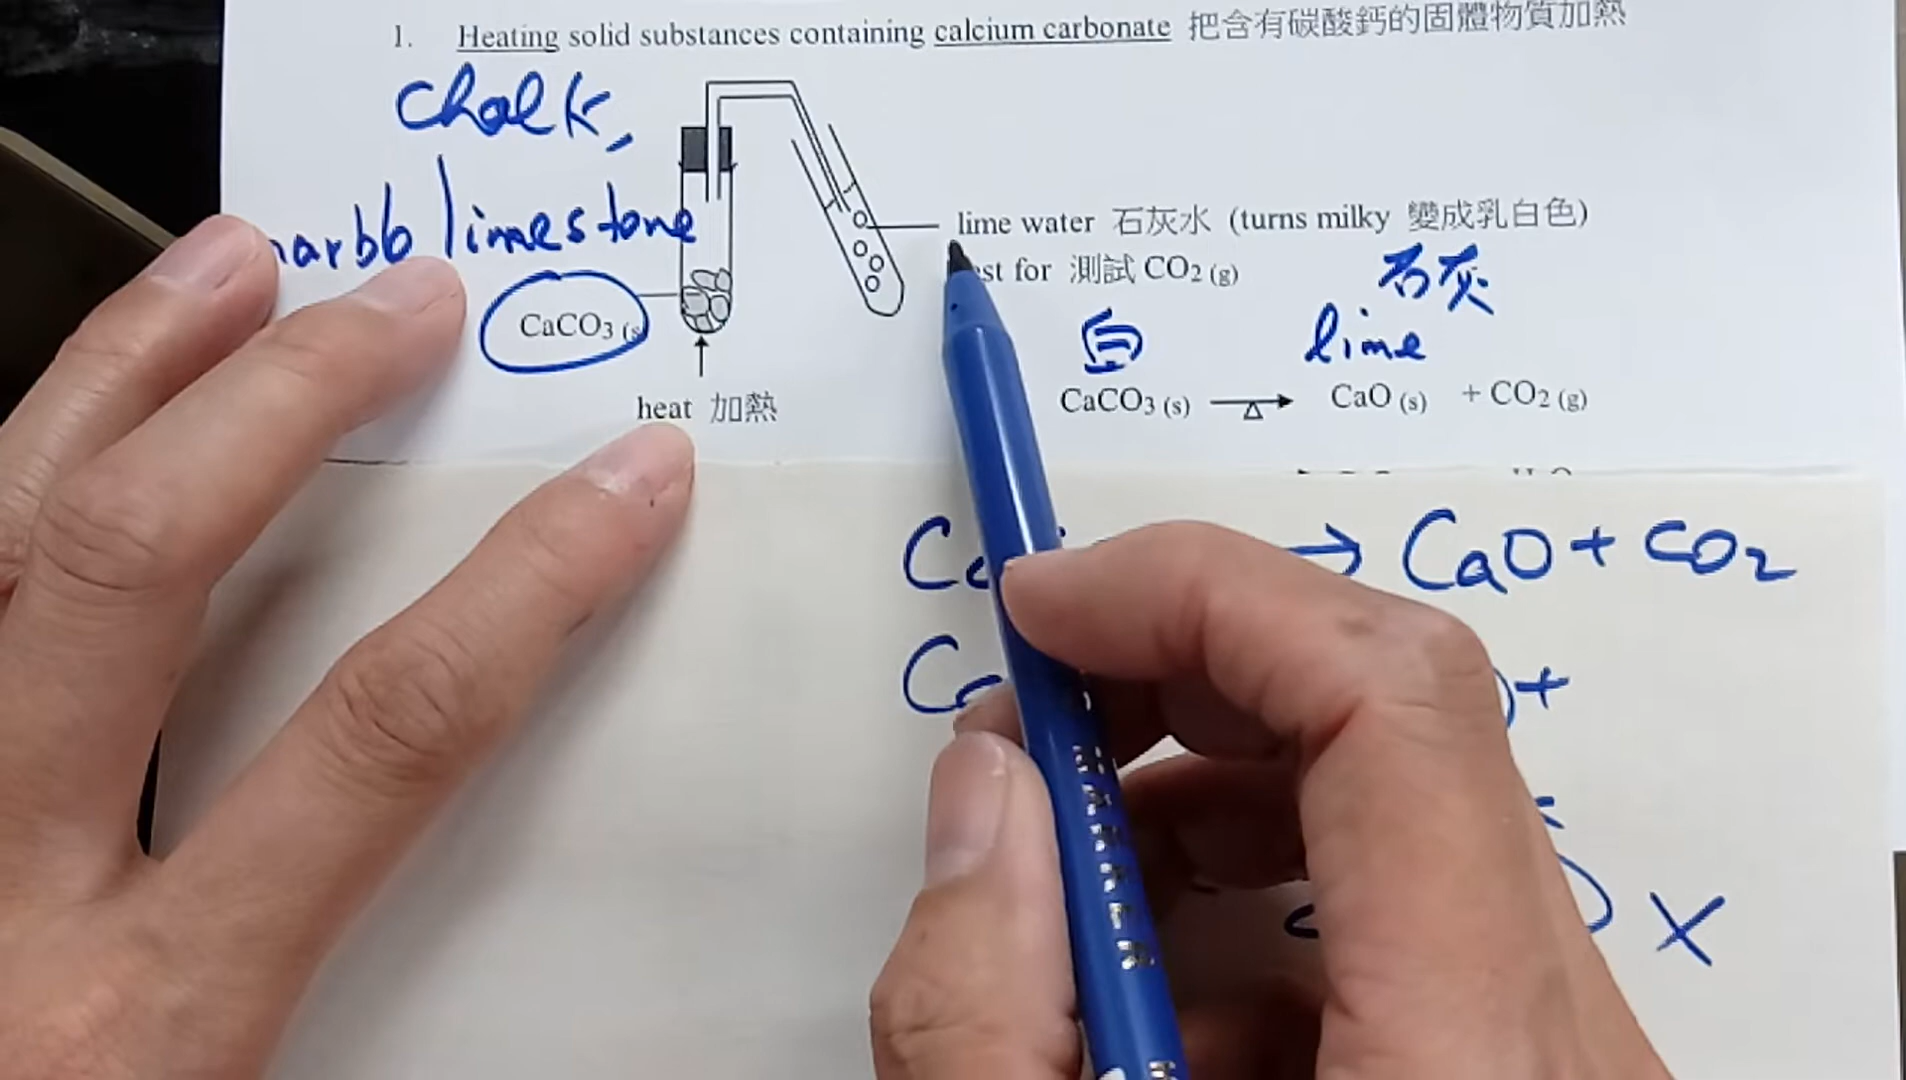 1. Heating solid substances containing calcium carbonate 把含有碳酸鈣的固體物質加熱
chalk,
limestone
lime water 石灰水 (turns milky 變成乳白色)
for 測試 CO2 (g)
石灰
CaCO3
白
lime
heat 加熱
CaCO3 (s) → Δ CaO (s) + CO2 (g)
→ CaO + CO2
+
X